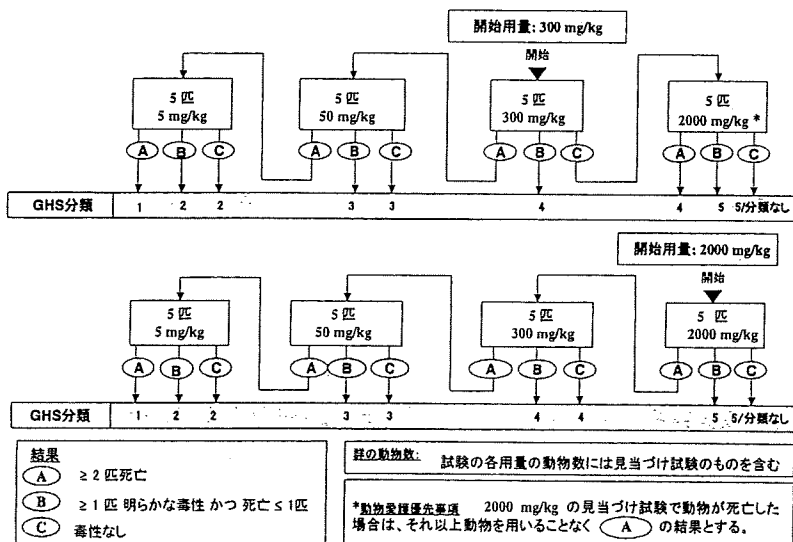 開始用量: 300 mg/kg
開始
5 匹
5 mg/kg
5 匹
50 mg/kg
5 匹
300 mg/kg
5 匹
2000 mg/kg *
A B C A B C A B C A B C
GHS分類 1 2 2 3 3 4 4 5 5/分類なし
開始用量: 2000 mg/kg
開始
5 匹
5 mg/kg
5 匹
50 mg/kg
5 匹
300 mg/kg
5 匹
2000 mg/kg
A B C A B C A B C A B C
GHS分類 1 2 2 3 3 4 4 5 5/分類なし
結果
A ≥ 2 匹死亡
B ≥ 1 匹 明らかな毒性 かつ 死亡 ≤ 1匹
C 毒性なし
群の動物数: 試験の各用量の動物数には見当づけ試験のものを含む
*動物愛護優先事項 2000 mg/kg の見当づけ試験で動物が死亡した
場合は、それ以上動物を用いることなく A の結果とする。